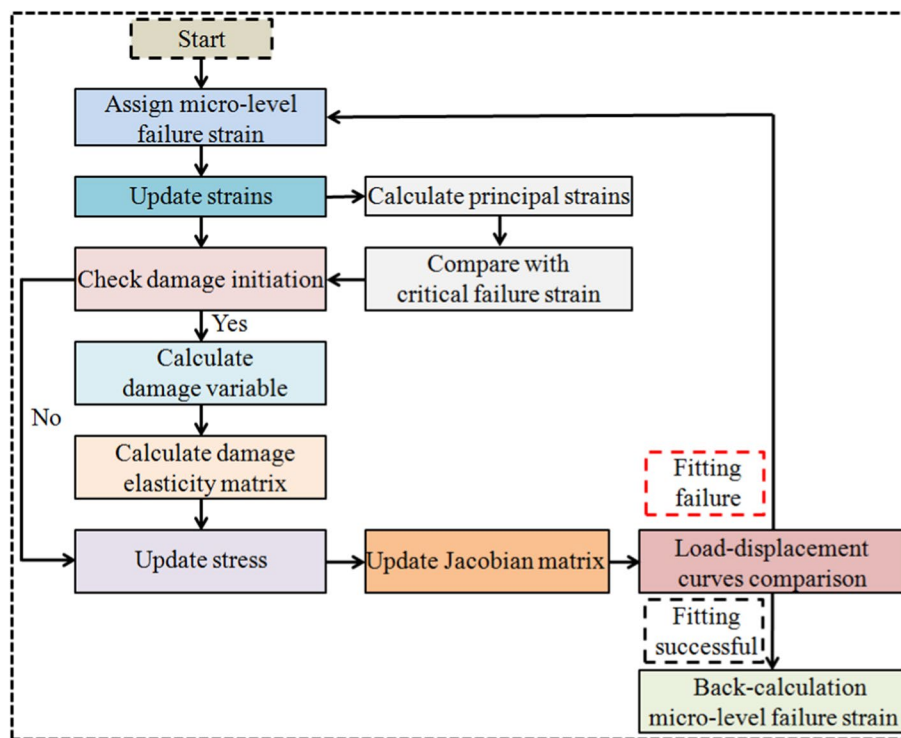 Start
Assign micro-level
failure strain
Update strains
Calculate principal strains
Check damage initiation
Compare with
critical failure strain
Yes
Calculate
damage variable
No
Calculate damage
elasticity matrix
Fitting
failure
Update stress
Update Jacobian matrix
Load-displacement
curves comparison
Fitting
successful
Back-calculation
micro-level failure strain